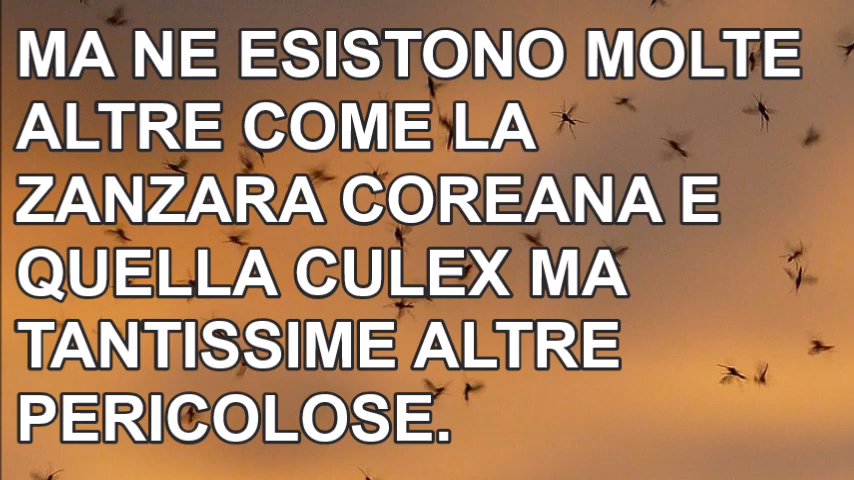 MA NE ESISTONO MOLTE
ALTRE COME LA
ZANZARA COREANA E
QUELLA CULEX MA
TANTISSIME ALTRE
PERICOLOSE.